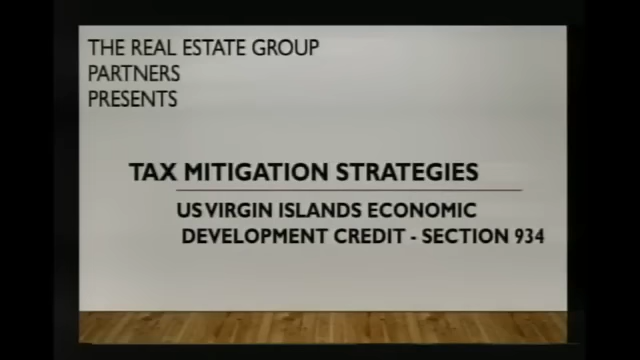 THE REAL ESTATE GROUP
PARTNERS
PRESENTS
TAX MITIGATION STRATEGIES
US VIRGIN ISLANDS ECONOMIC
DEVELOPMENT CREDIT - SECTION 934